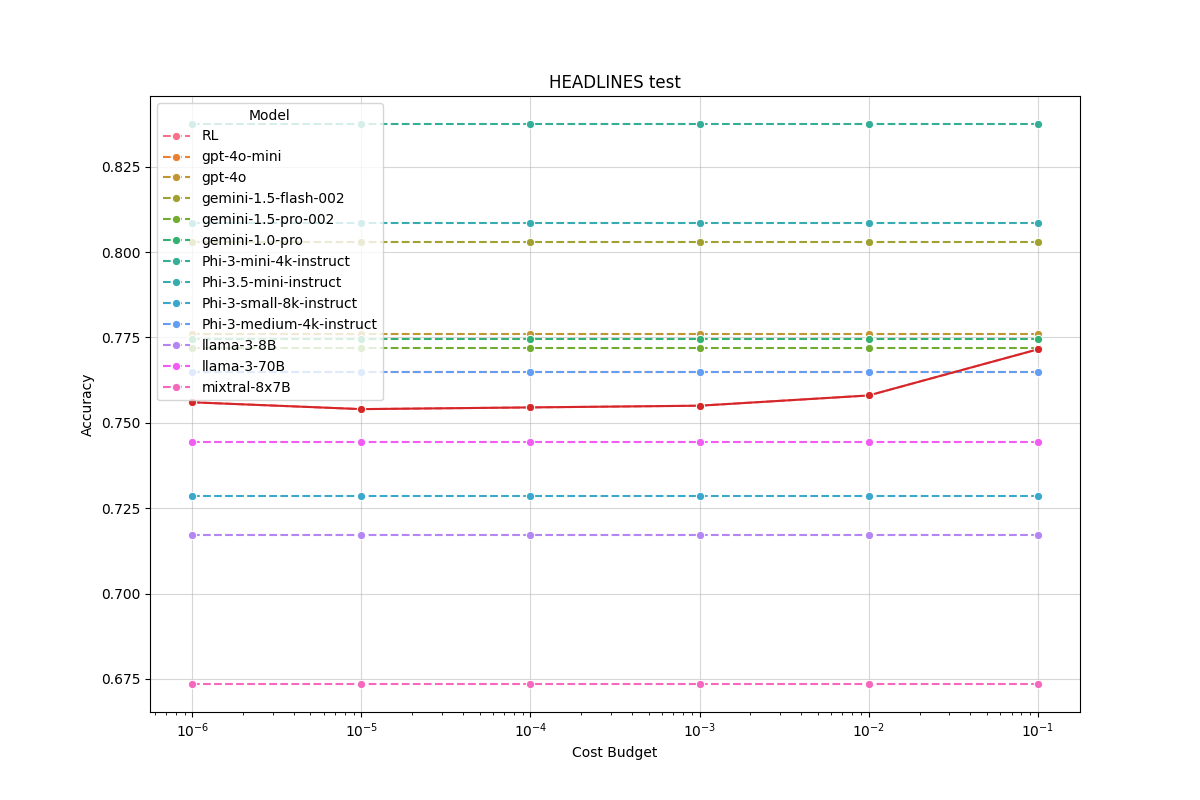 HEADLINES test
Model
RL
gpt-4o-mini
gpt-4o
gemini-1.5-flash-002
gemini-1.5-pro-002
gemini-1.0-pro
Phi-3-mini-4k-instruct
Phi-3.5-mini-instruct
Phi-3-small-8k-instruct
Phi-3-medium-4k-instruct
llama-3-8B
llama-3-70B
mixtral-8x7B
0.825
0.800
0.775
0.750
0.725
0.700
0.675
Accuracy
10⁻⁶ 10⁻⁵ 10⁻⁴ 10⁻³ 10⁻² 10⁻¹
Cost Budget